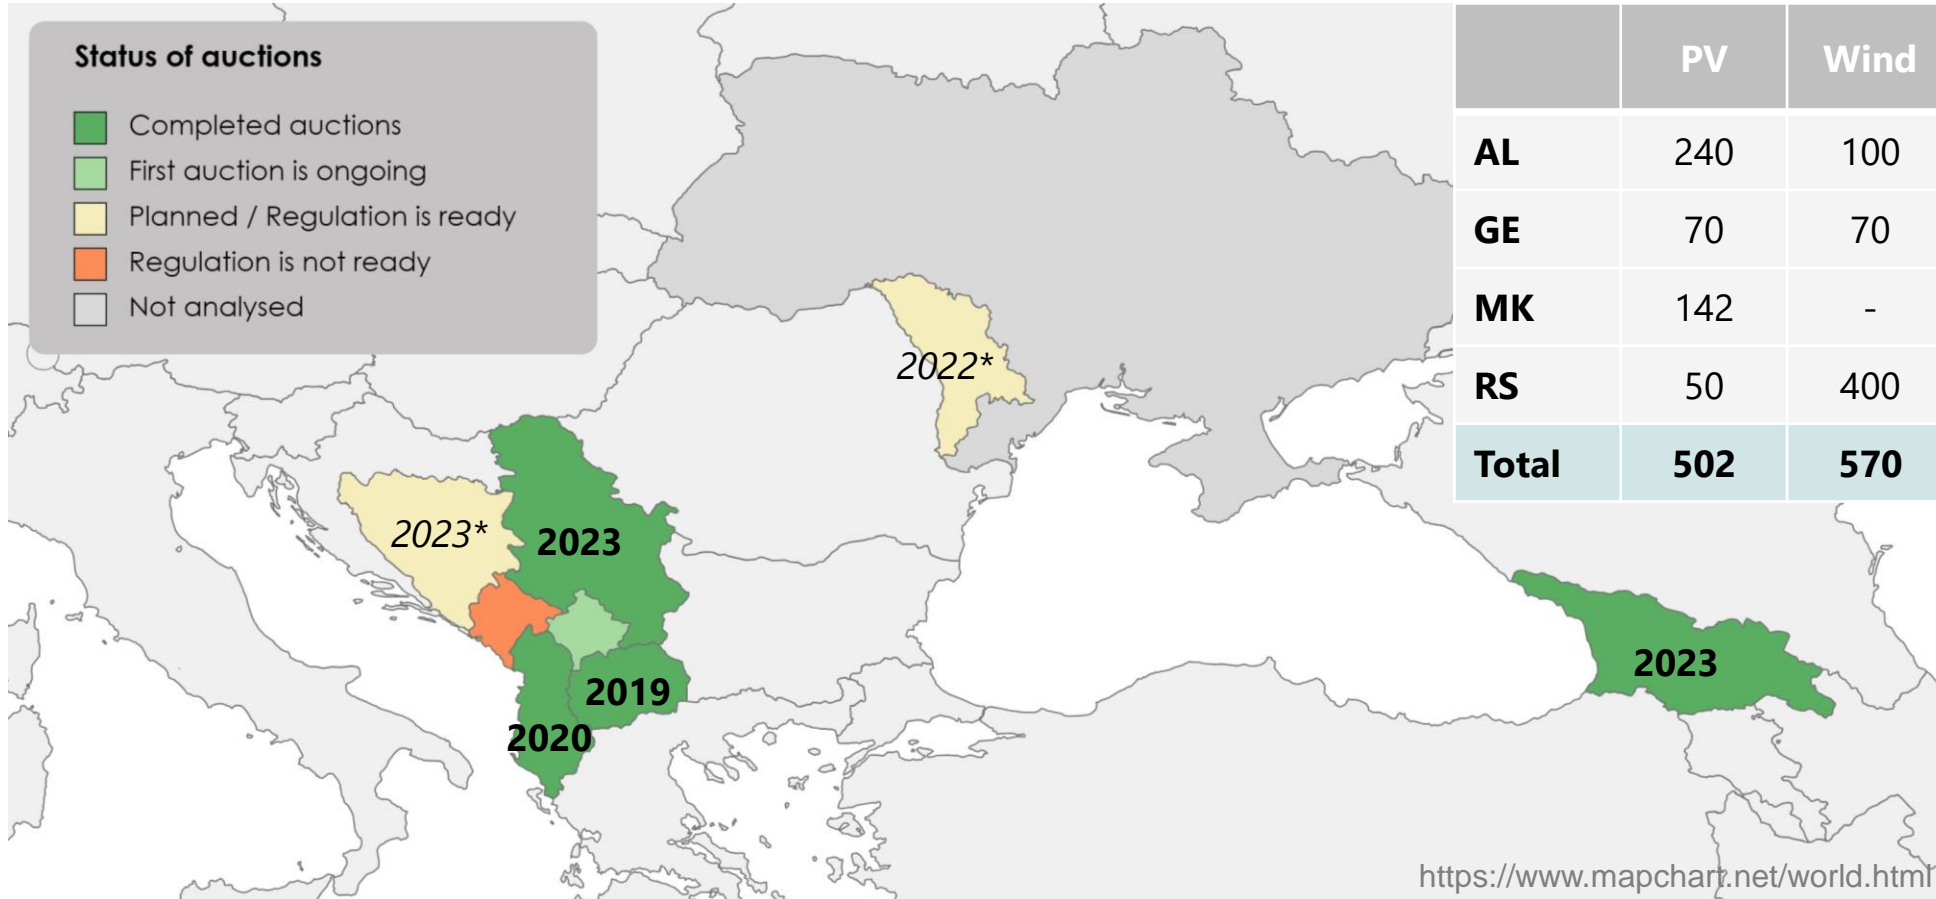 Status of auctions
Completed auctions
First auction is ongoing
Planned / Regulation is ready
Regulation is not ready
Not analysed
PV Wind
AL 240 100
GE 70 70
MK 142 -
RS 50 400
Total 502 570
2022*
2023*
2023
2023
2019
2020
https://www.mapchart.net/world.html